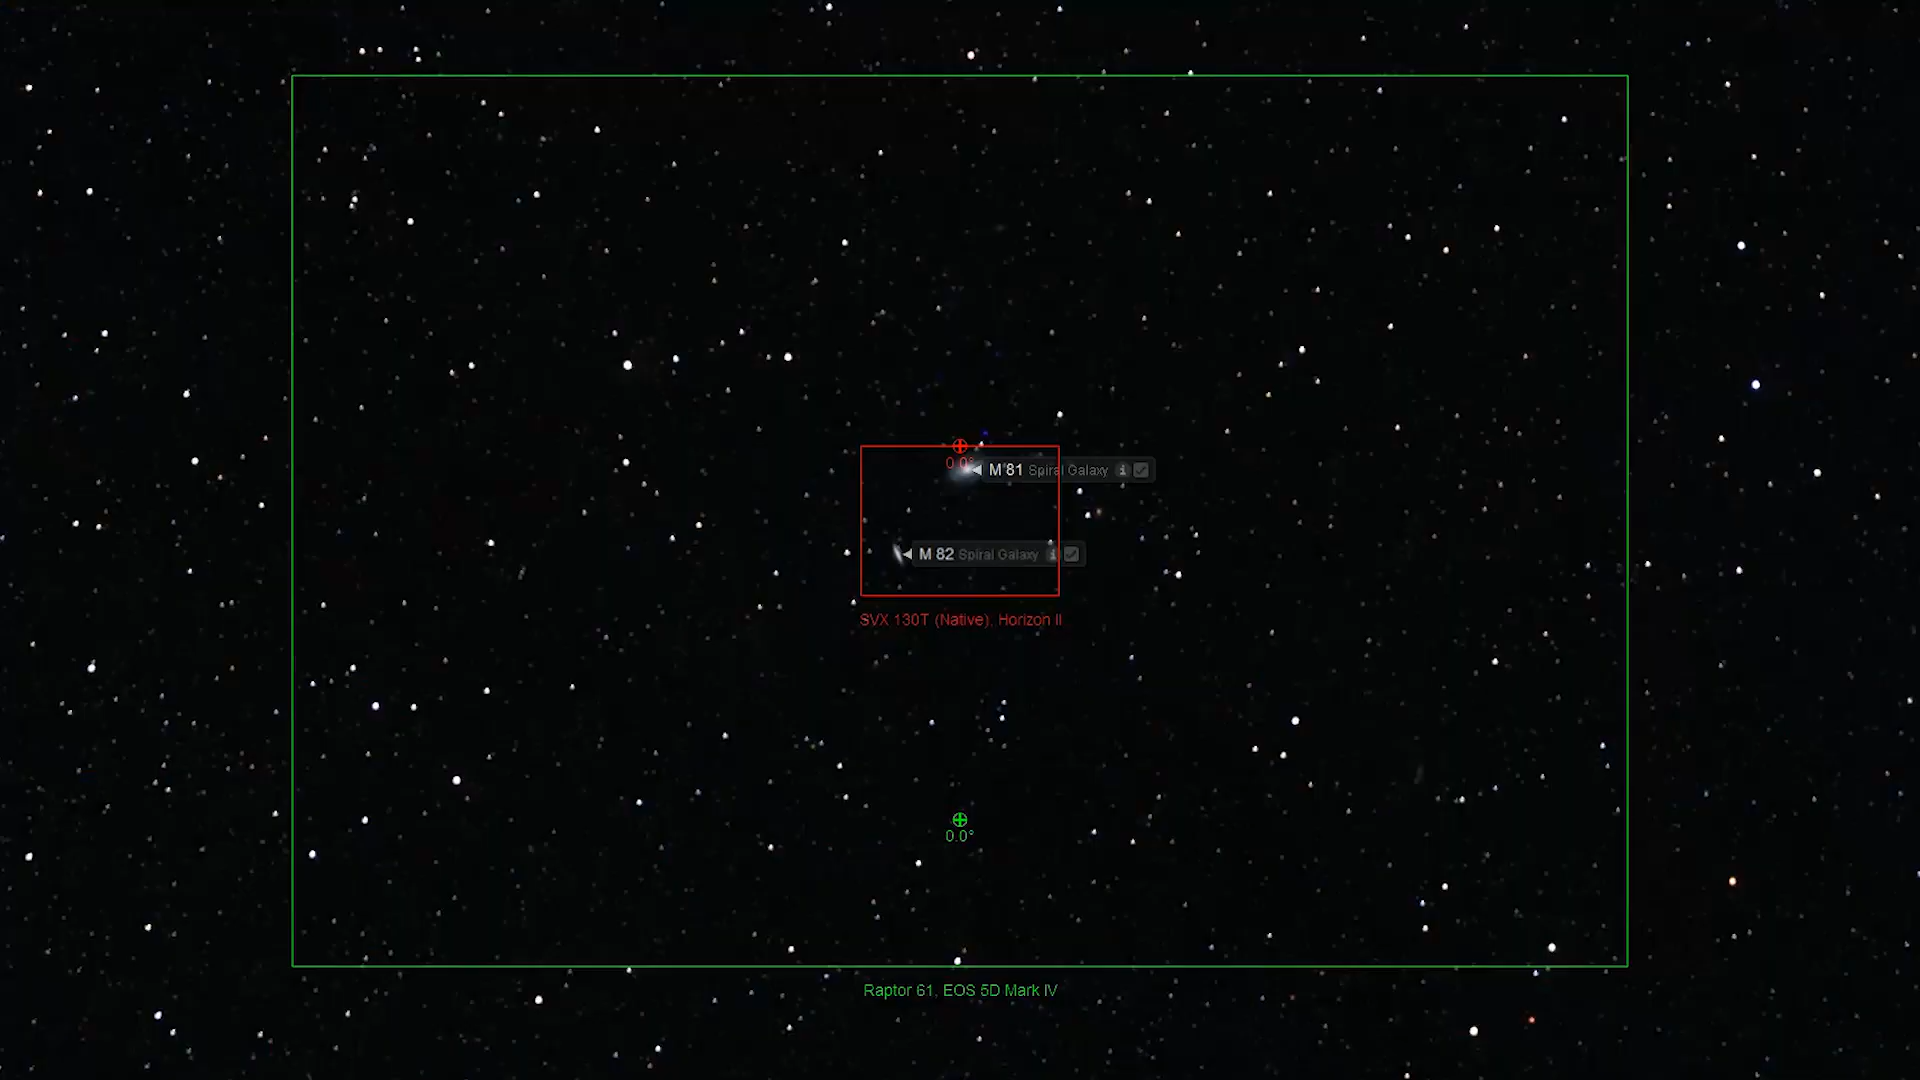 0.0°
M 81 Spiral Galaxy i
M 82 Spiral Galaxy i
SVX 130T (Native), Horizon II
0.0°
Raptor 61, EOS 5D Mark IV